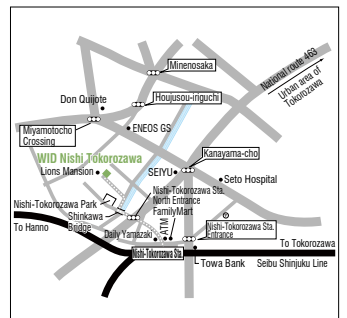 Minenosaka
National route 463
Urban area of
Tokorozawa
Don Quijote
Houjusou-iriguchi
Miyamotocho
Crossing
ENEOS GS
Kanayama-cho
WID Nishi Tokorozawa
Lions Mansion
SEIYU
Seto Hospital
Nishi-Tokorozawa Park
Nishi-Tokorozawa Sta.
North Entrance
FamilyMart
Shinkawa
Bridge
To Hanno
Daily Yamazaki
ATM
Nishi-Tokorozawa Sta.
Entrance
Nishi-Tokorozawa Sta.
To Tokorozawa
Towa Bank
Seibu Shinjuku Line